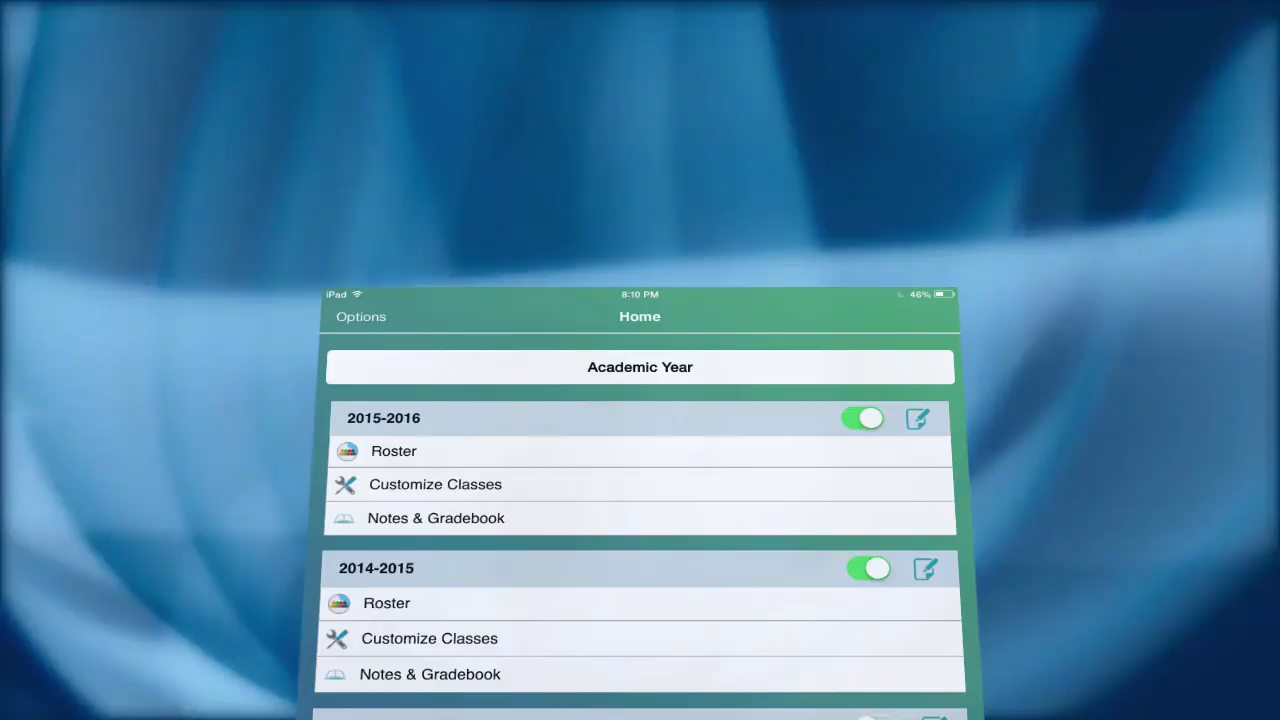 iPad 8:10 PM 46%
Options Home
Academic Year
2015-2016
Roster
Customize Classes
Notes & Gradebook
2014-2015
Roster
Customize Classes
Notes & Gradebook